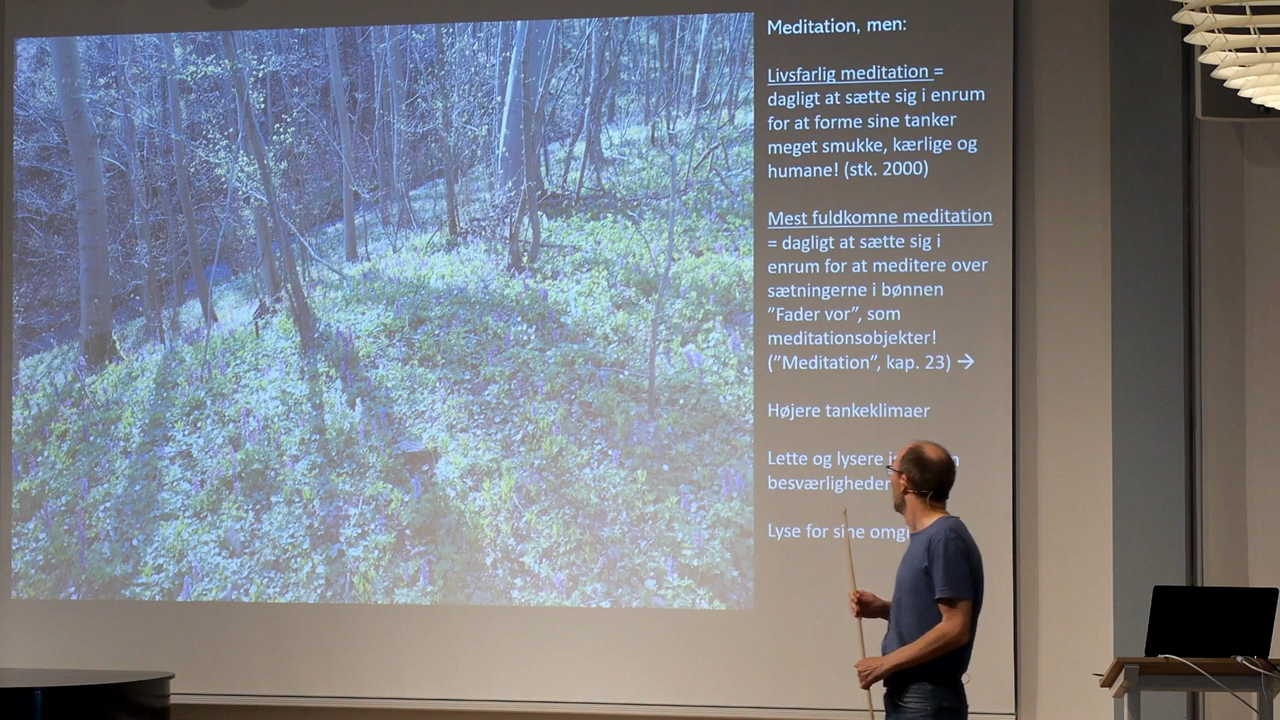 Meditation, men:
Livsfarlig meditation =
dagligt at sætte sig i enrum
for at forme sine tanker
meget smukke, kærlige og
humane! (stk. 2000)
Mest fuldkomne meditation
= dagligt at sætte sig i
enrum for at meditere over
sætningerne i bønnen
”Fader vor”, som
meditationsobjekter!
(”Meditation”, kap. 23) →
Højere tankeklimaer
Lette og lysere
besværligheder
Lyse for sine